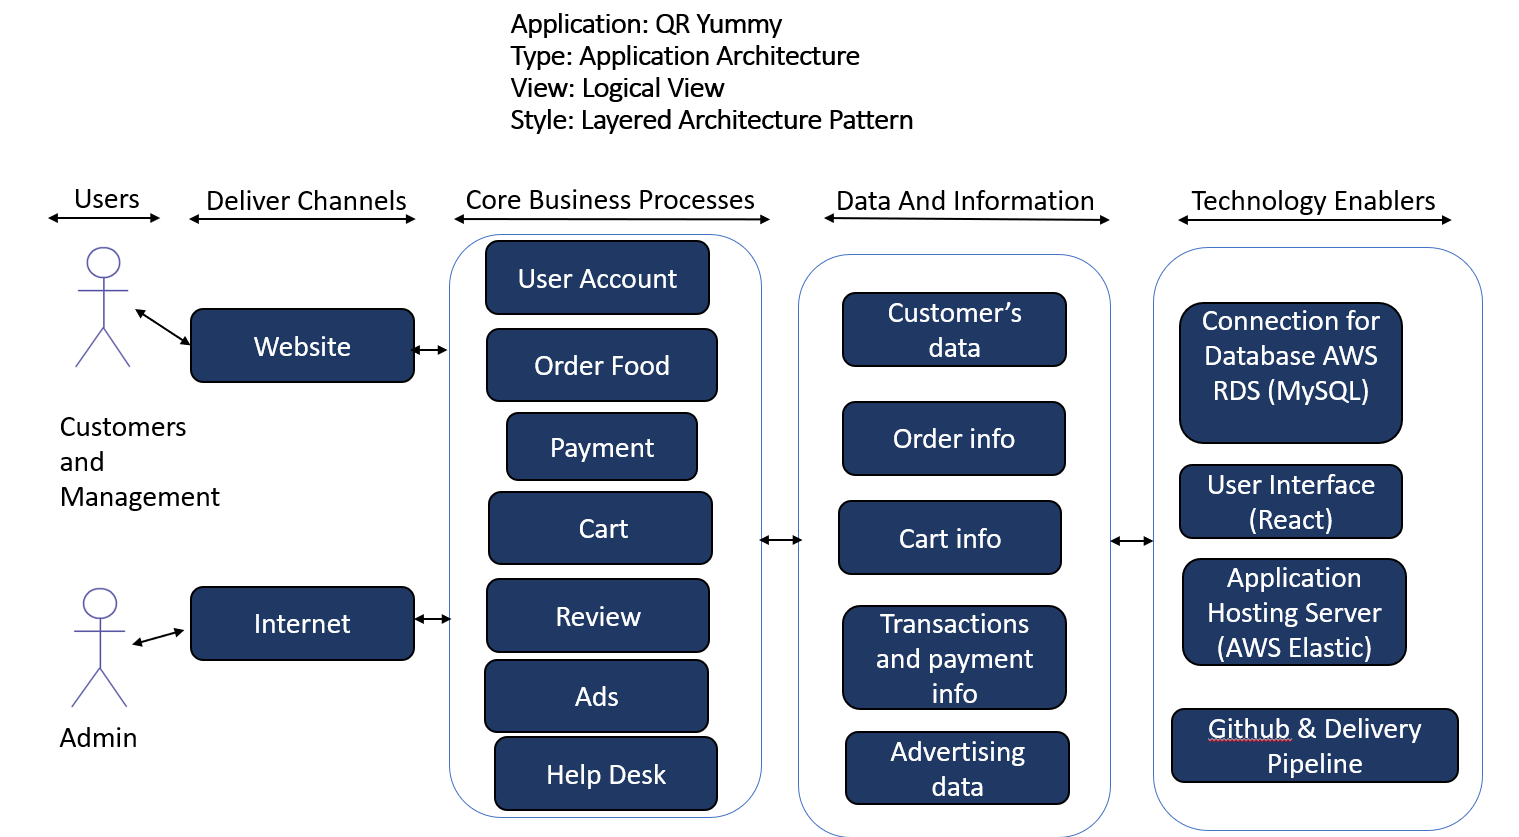 Application: QR Yummy
Type: Application Architecture
View: Logical View
Style: Layered Architecture Pattern
Users
Deliver Channels
Core Business Processes
Data And Information
Technology Enablers
Customers
and
Management
Admin
Website
Internet
User Account
Order Food
Payment
Cart
Review
Ads
Help Desk
Customer’s
data
Order info
Cart info
Transactions
and payment
info
Advertising
data
Connection for
Database AWS
RDS (MySQL)
User Interface
(React)
Application
Hosting Server
(AWS Elastic)
Github & Delivery
Pipeline